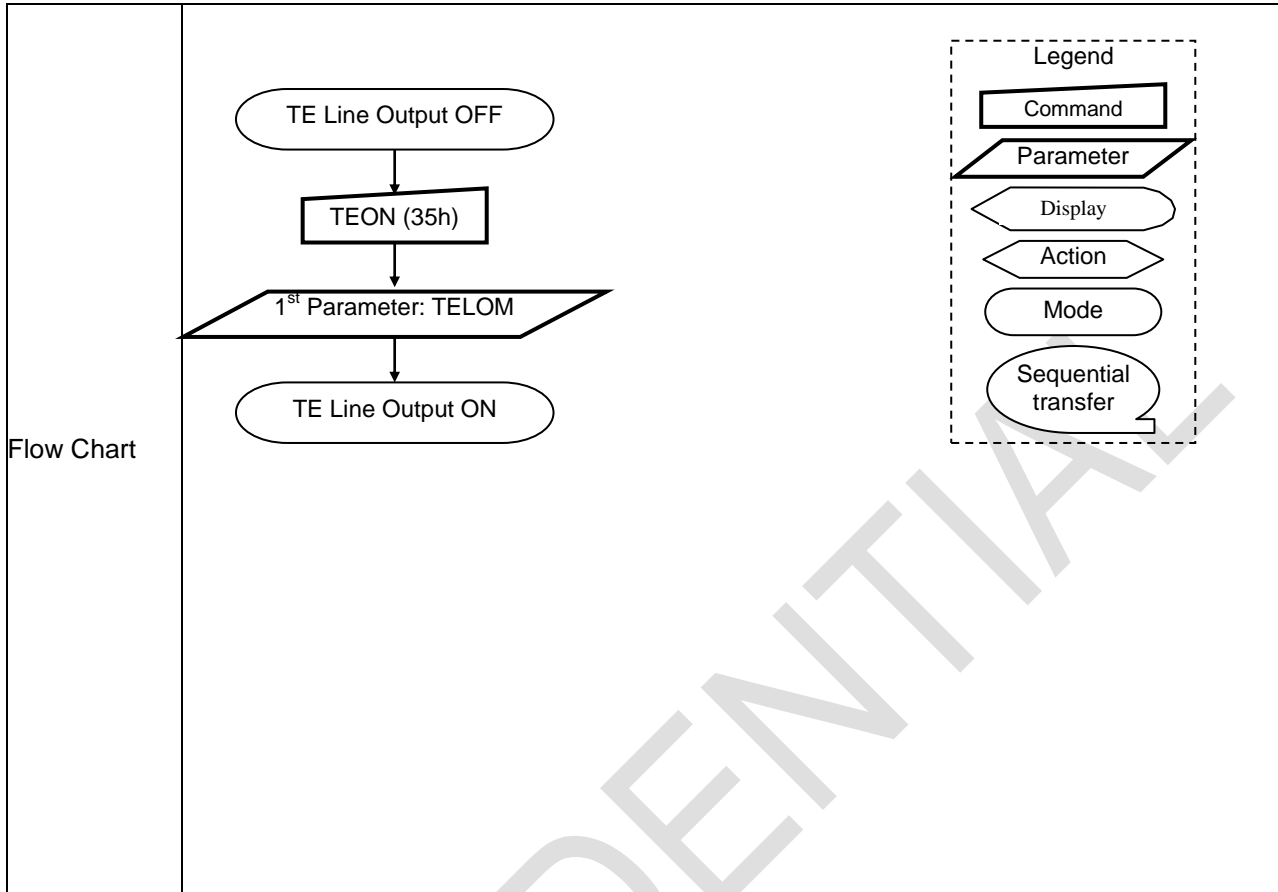 Flow Chart
TE Line Output OFF
TEON (35h)
1st Parameter: TELOM
TE Line Output ON
Legend
Command
Parameter
Display
Action
Mode
Sequential
transfer
DENTIAL